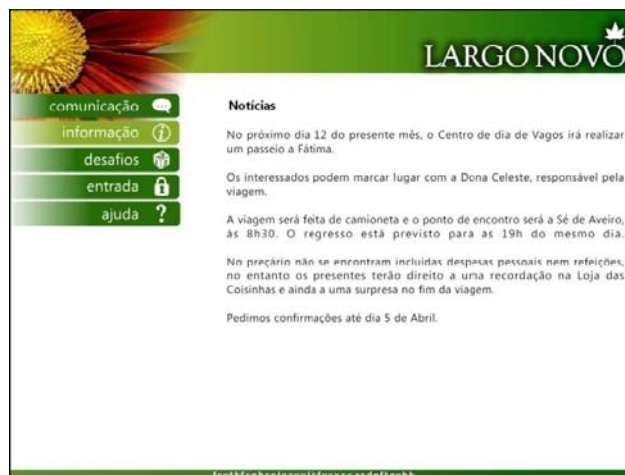 LARGO NOVO
comunicação
informação
desafios
entrada
ajuda ?
Notícias
No próximo dia 12 do presente mês, o Centro de dia de Vagos irá realizar
um passeio a Fátima.
Os interessados podem marcar lugar com a Dona Celeste, responsável pela
viagem.
A viagem será feita de camioneta e o ponto de encontro será a Sé de Aveiro,
às 8h30. O regresso está previsto para as 19h do mesmo dia.
No preçário não se encontram incluidas despesas pessoais nem refeições,
no entanto os presentes terão direito a uma recordação na Loja das
Coisinhas e ainda a uma surpresa no fim da viagem.
Pedimos confirmações até dia 5 de Abril.